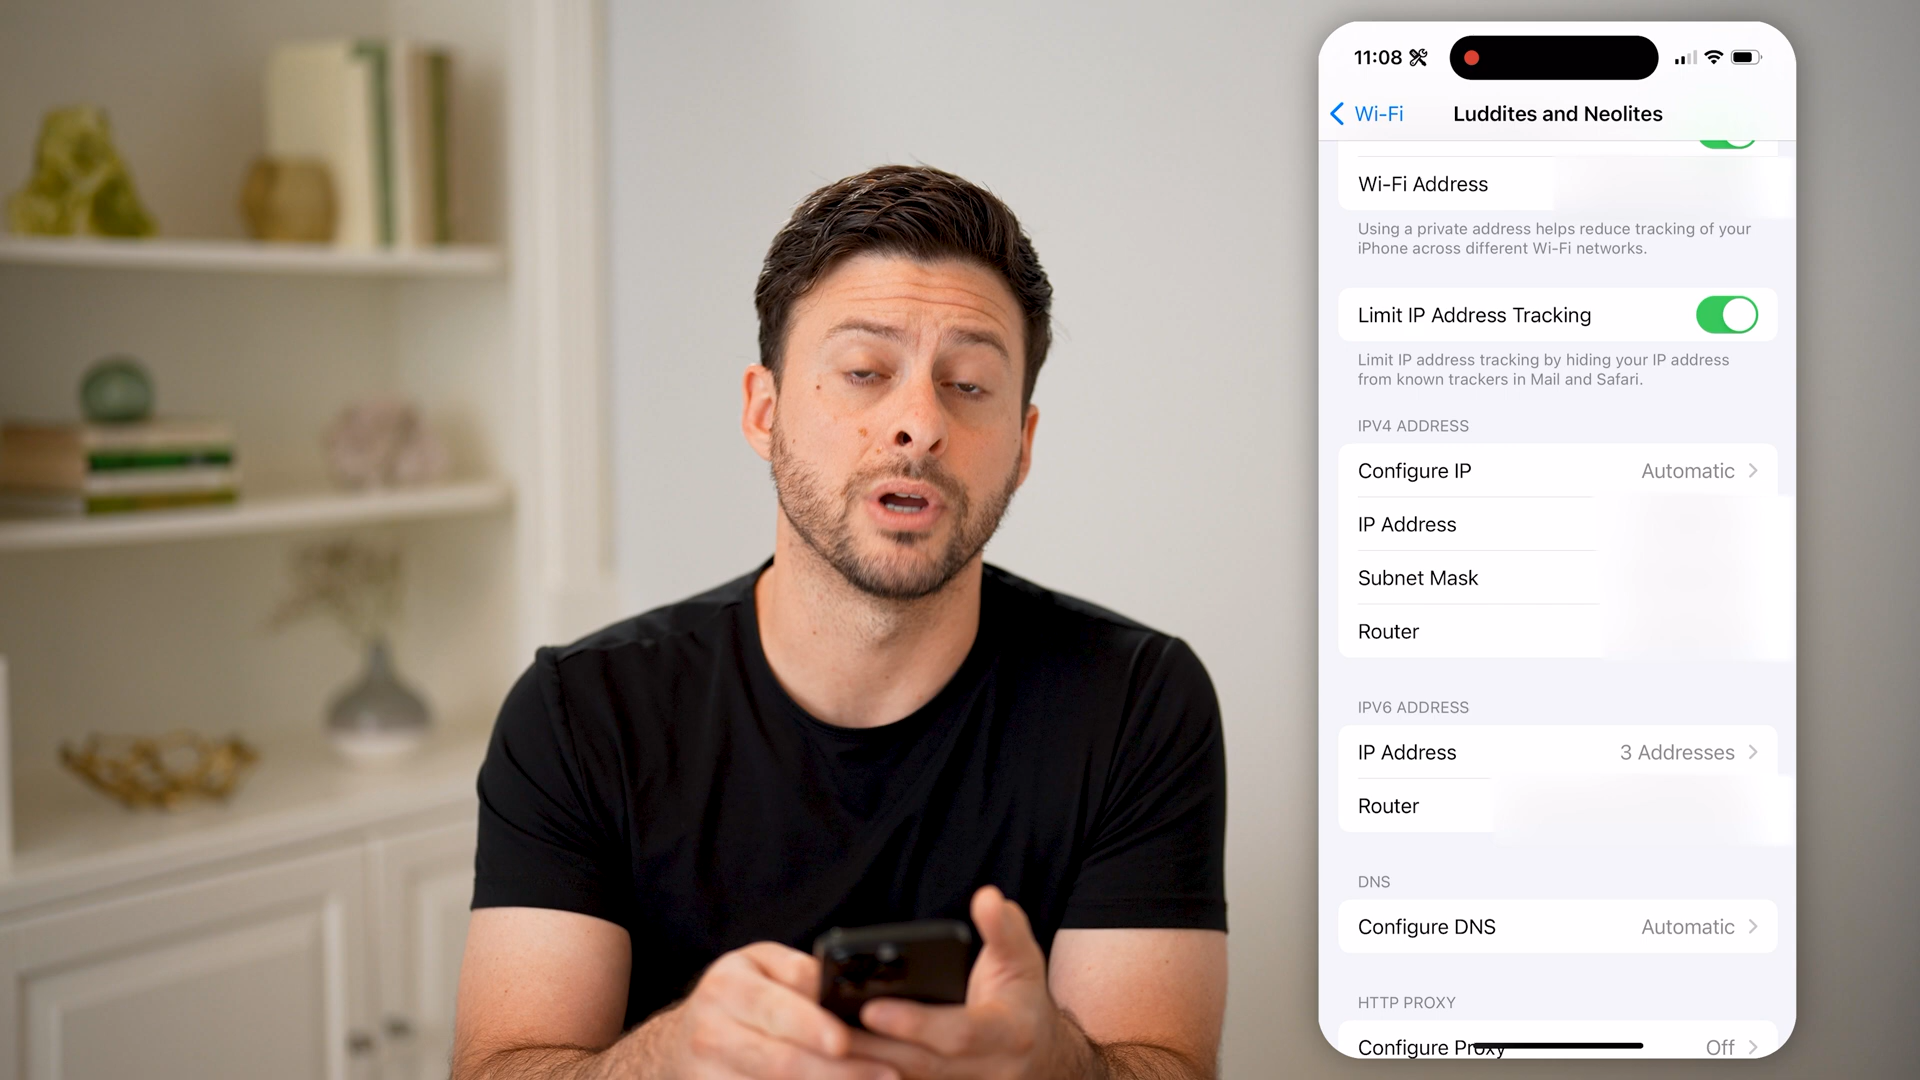 11:08
Wi-Fi
Luddites and Neolites
Wi-Fi Address
Using a private address helps reduce tracking of your
iPhone across different Wi-Fi networks.
Limit IP Address Tracking
Limit IP address tracking by hiding your IP address
from known trackers in Mail and Safari.
IPV4 ADDRESS
Configure IP Automatic
IP Address
Subnet Mask
Router
IPV6 ADDRESS
IP Address 3 Addresses
Router
DNS
Configure DNS Automatic
HTTP PROXY
Configure Proxy Off